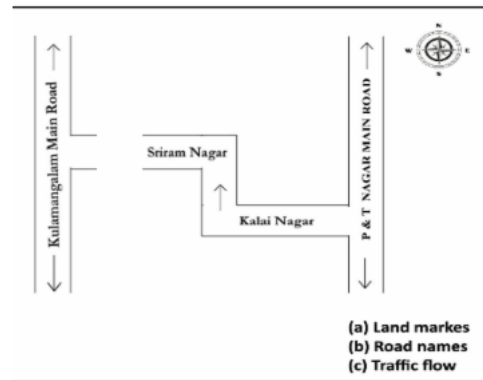 N
W E
S
Kulamangalam Main Road
Sriram Nagar
Kalai Nagar
P & T NAGAR MAIN ROAD
(a) Land markes
(b) Road names
(c) Traffic flow